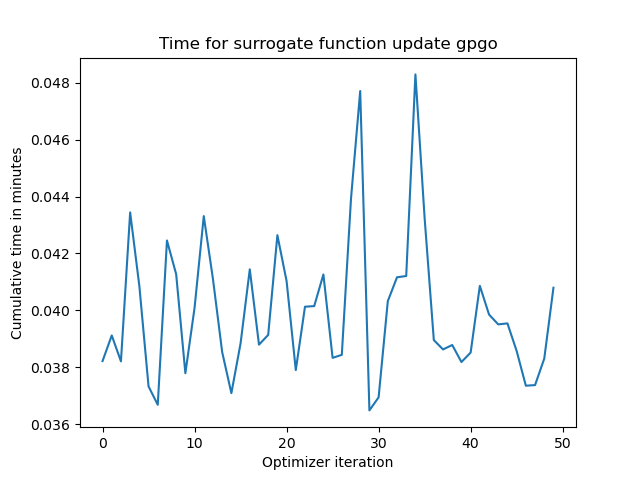 Time for surrogate function update gpgo
Cumulative time in minutes
0.048
0.046
0.044
0.042
0.040
0.038
0.036
0 10 20 30 40 50
Optimizer iteration